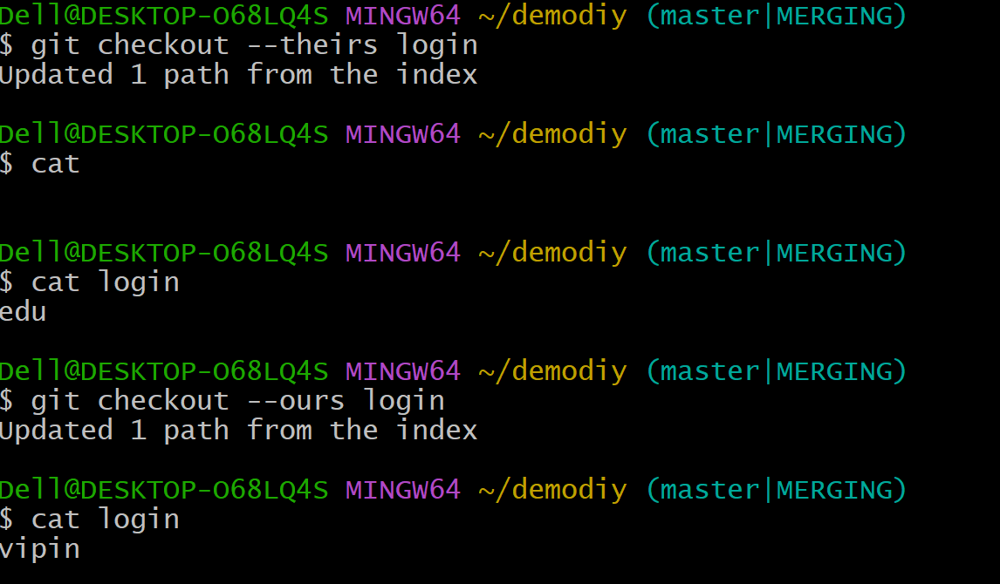 Dell@DESKTOP-O68LQ4S MINGW64 ~/demodiy (master|MERGING)
$ git checkout --theirs login
Updated 1 path from the index
Dell@DESKTOP-O68LQ4S MINGW64 ~/demodiy (master|MERGING)
$ cat
Dell@DESKTOP-O68LQ4S MINGW64 ~/demodiy (master|MERGING)
$ cat login
edu
Dell@DESKTOP-O68LQ4S MINGW64 ~/demodiy (master|MERGING)
$ git checkout --ours login
Updated 1 path from the index
Dell@DESKTOP-O68LQ4S MINGW64 ~/demodiy (master|MERGING)
$ cat login
vipin